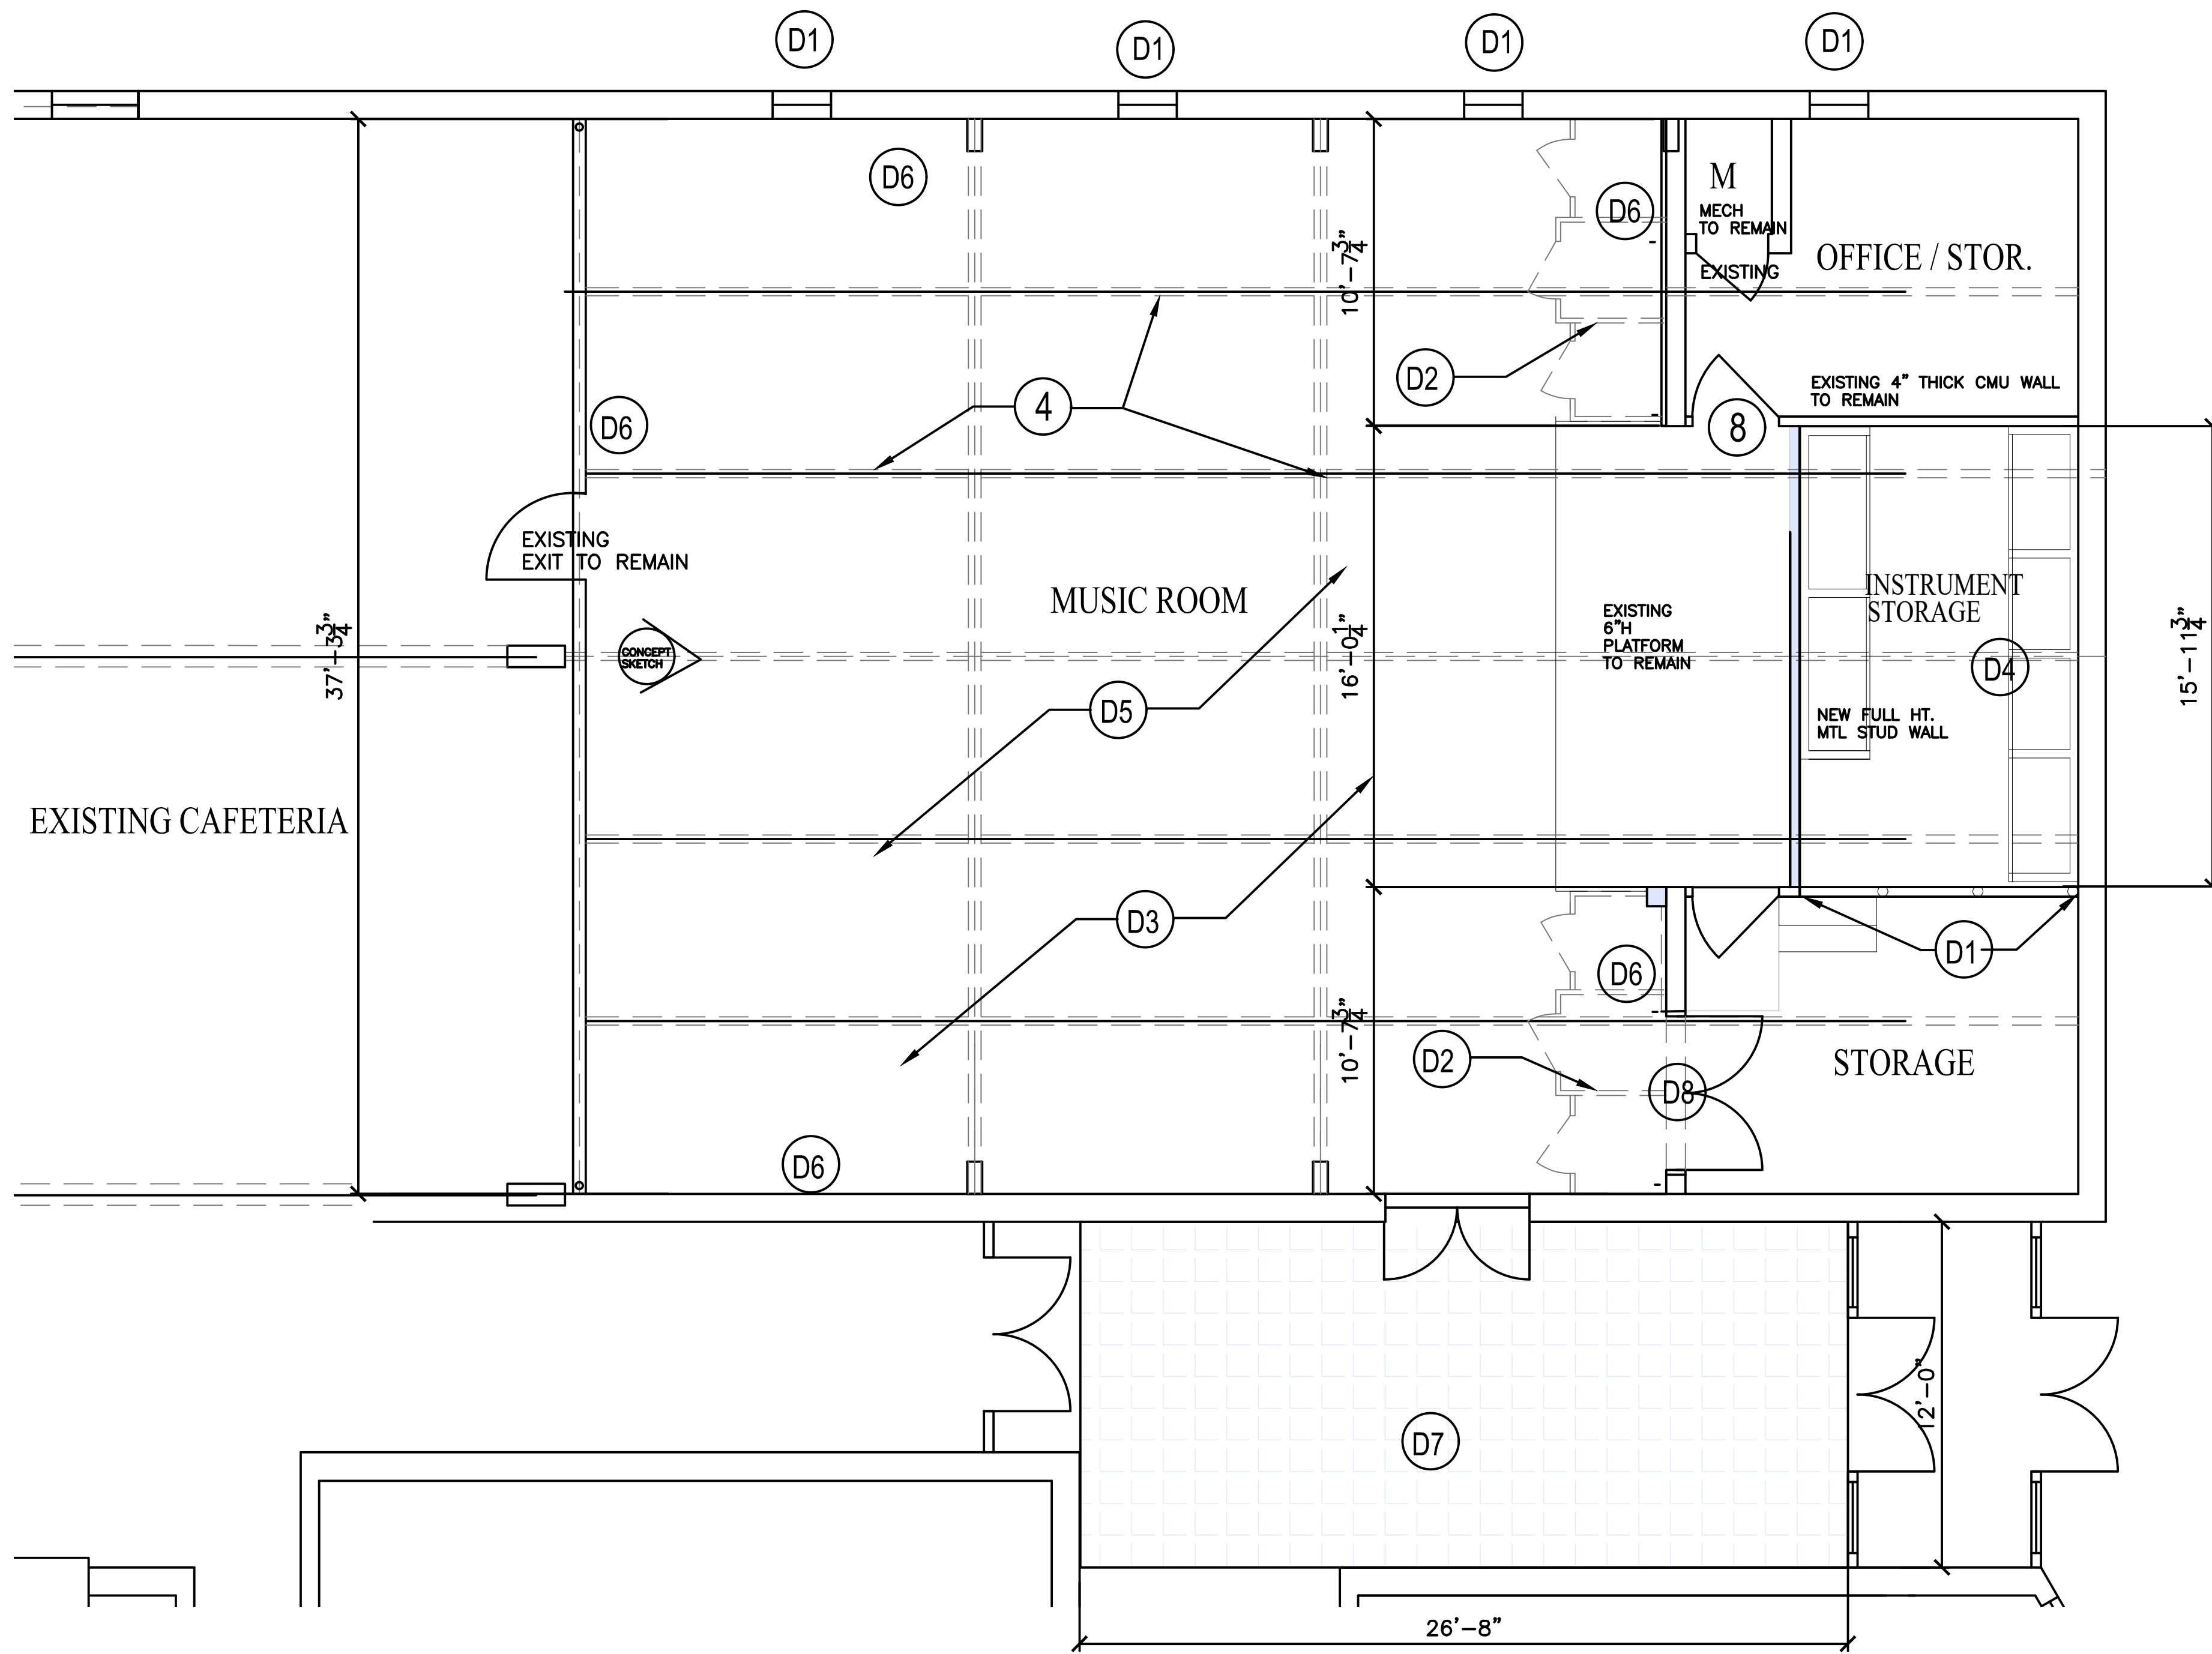 D1
D1
D1
D1
D6
M
MECH
TO REMAIN
D6
EXISTING
OFFICE / STOR.
10'-7 3/4"
D2
EXISTING 4" THICK CMU WALL
TO REMAIN
4
D6
8
EXISTING
EXIT TO REMAIN
MUSIC ROOM
INSTRUMENT
STORAGE
EXISTING
6"H
PLATFORM
TO REMAIN
37'-3 3/4"
CONCEPT
SKETCH
16'-0 1/4"
15'-11 3/4"
D4
D5
NEW FULL HT.
MTL STUD WALL
EXISTING CAFETERIA
D3
D1
D6
10'-7 3/4"
D2
STORAGE
D8
D6
12'-0"
D7
26'-8"